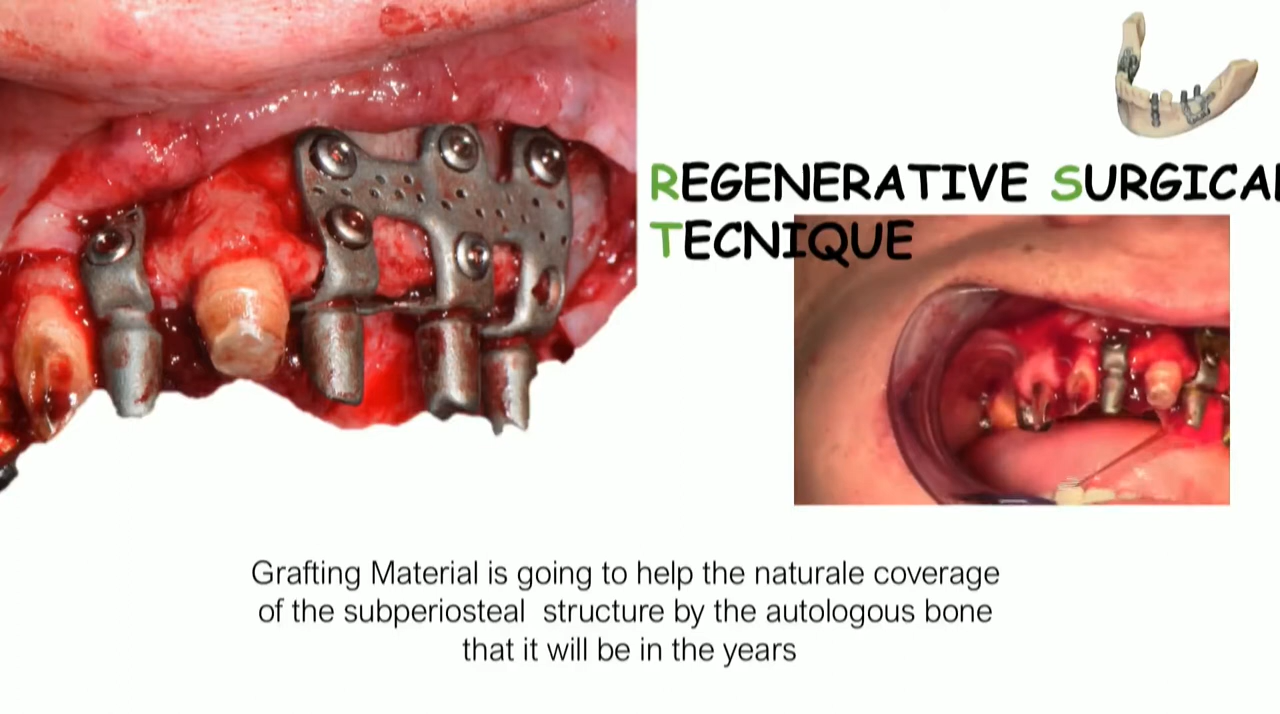 REGENERATIVE SURGICAL
TECNIQUE
Grafting Material is going to help the naturale coverage
of the subperiosteal structure by the autologous bone
that it will be in the years